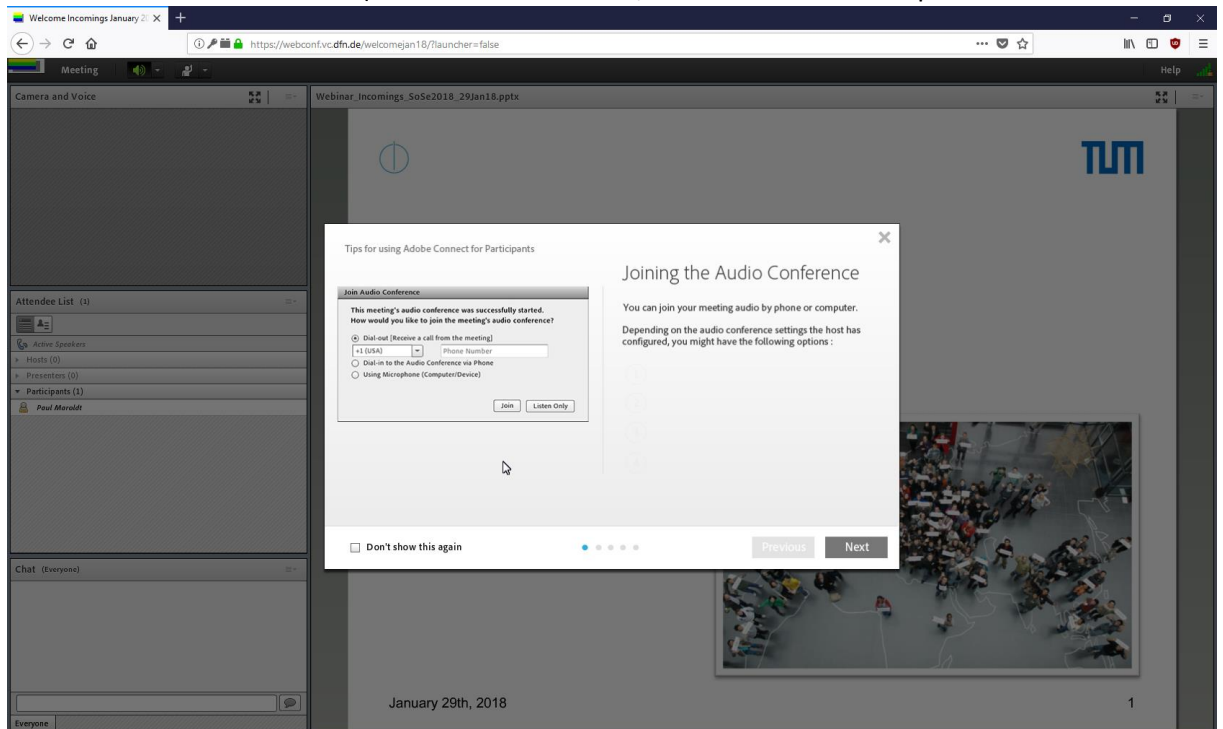 Welcome Incomings January 20
https://webconf.vc.dfn.de/welcomejan18/?launcher=false
Meeting
Help
Camera and Voice
Webinar_Incomings_SoSe2018_29Jan18.pptx
TUM
Tips for using Adobe Connect for Participants
Joining the Audio Conference
Join Audio Conference
This meeting's audio conference was successfully started.
How would you like to join the meeting's audio conference?
Dial-out [Receive a call from the meeting]
+1 (USA)
Phone Number
Dial-in to the Audio Conference via Phone
Using Microphone (Computer/Device)
Join
Listen Only
You can join your meeting audio by phone or computer.
Depending on the audio conference settings the host has
configured, you might have the following options :
1
2
3
4
Don't show this again
Previous
Next
Attendee List (1)
Active Speakers
Hosts (0)
Presenters (0)
Participants (1)
Paul Maroldt
Chat (Everyone)
Everyone
January 29th, 2018
1